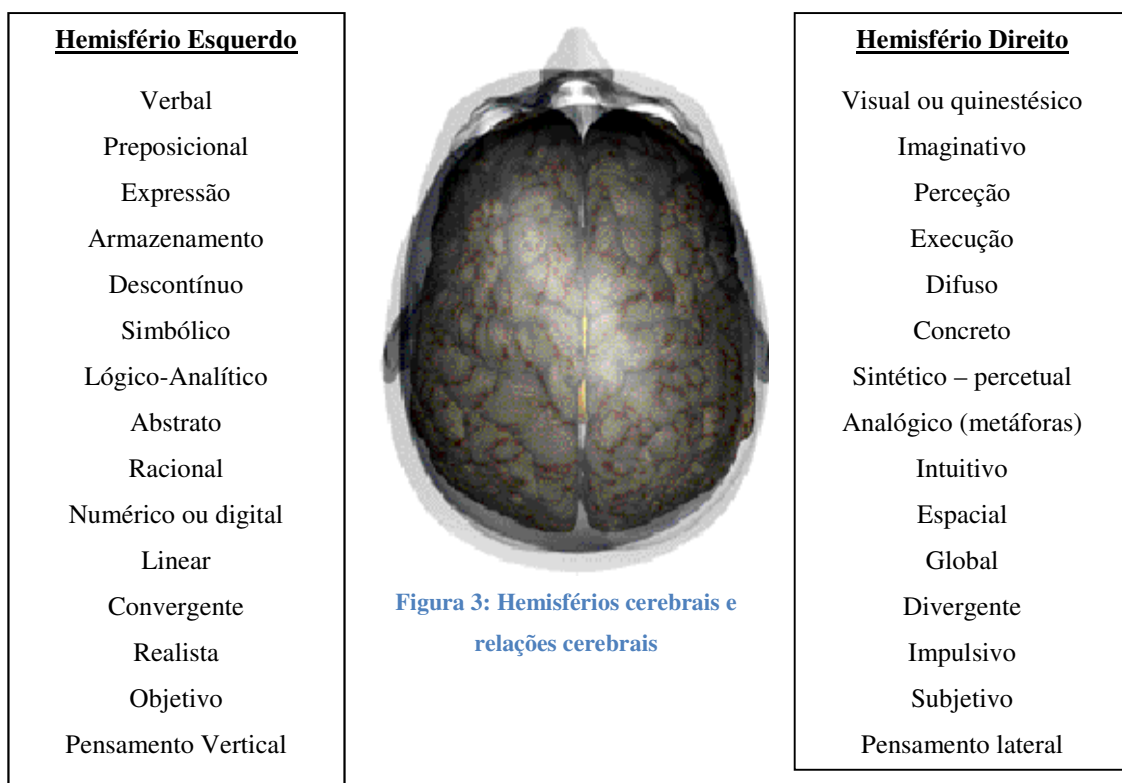 Hemisfério Esquerdo
Verbal
Preposicional
Expressão
Armazenamento
Descontínuo
Simbólico
Lógico-Analítico
Abstrato
Racional
Numérico ou digital
Linear
Convergente
Realista
Objetivo
Pensamento Vertical
Figura 3: Hemisférios cerebrais e
relações cerebrais
Hemisfério Direito
Visual ou quinestésico
Imaginativo
Perceção
Execução
Difuso
Concreto
Sintético – percetual
Analógico (metáforas)
Intuitivo
Espacial
Global
Divergente
Impulsivo
Subjetivo
Pensamento lateral